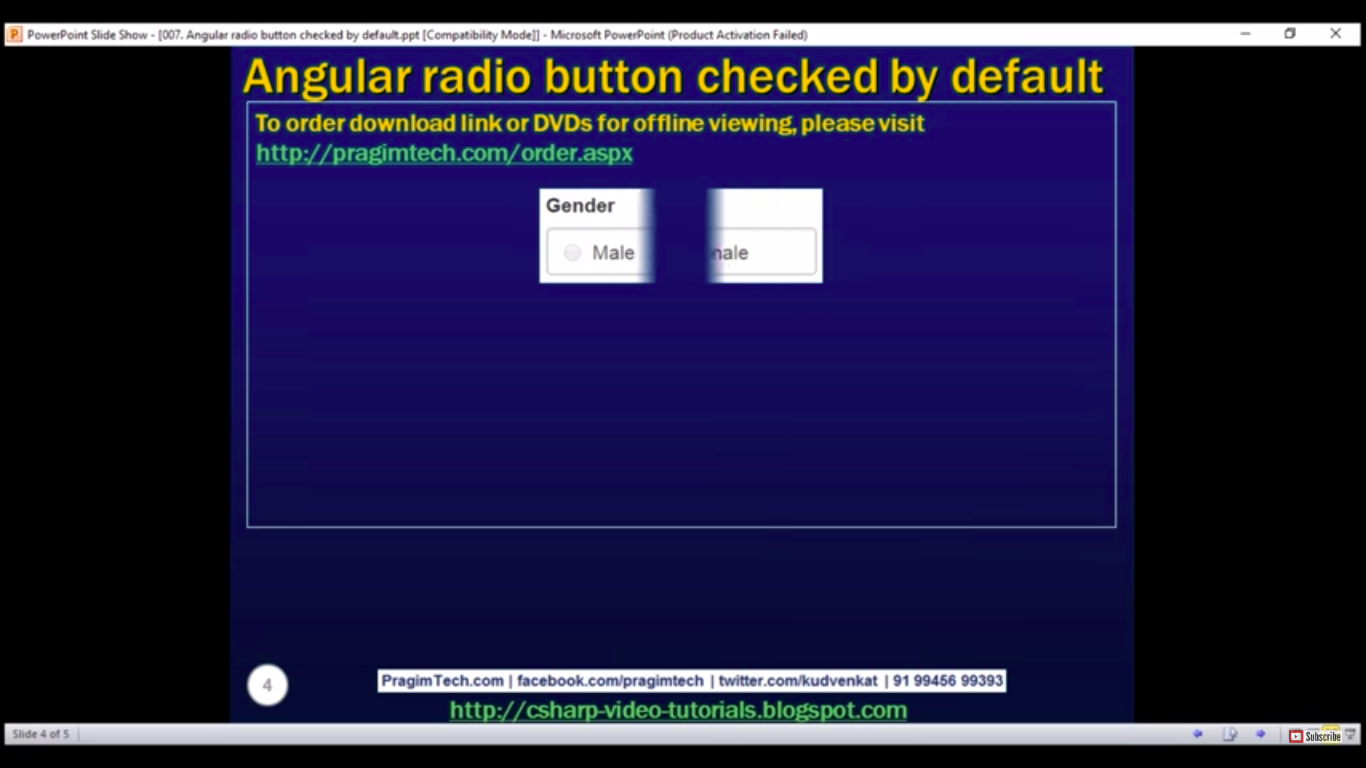 PowerPoint Slide Show - [007. Angular radio button checked by default.ppt [Compatibility Mode]] - Microsoft PowerPoint (Product Activation Failed)
Angular radio button checked by default
To order download link or DVDs for offline viewing, please visit
http://pragimtech.com/order.aspx
Gender
Male
nale
4
PragimTech.com | facebook.com/pragimtech | twitter.com/kudvenkat | 91 99456 99393
http://csharp-video-tutorials.blogspot.com
Slide 4 of 5
Subscribe